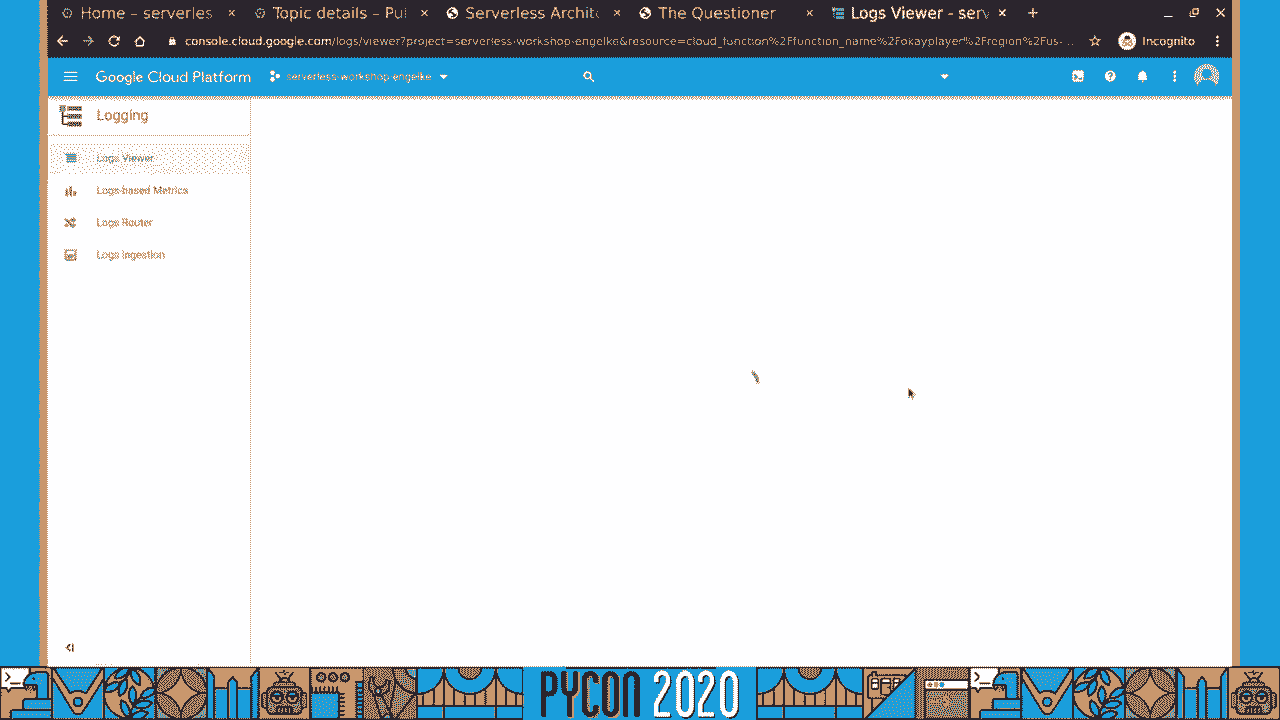 Home – serverles
Topic details – Pul
Serverless Archit
The Questioner
Logs Viewer - serv
console.cloud.google.com/logs/viewer?project=serverless-workshop-engelke&resource=cloud_function%2Ffunction_name%2Fokayplayer%2Fregion%2Fus-...
Incognito
Google Cloud Platform
serverless-workshop-engelke
Logging
Logs Viewer
Logs-based Metrics
Logs Router
Logs Ingestion
PYCON 2020